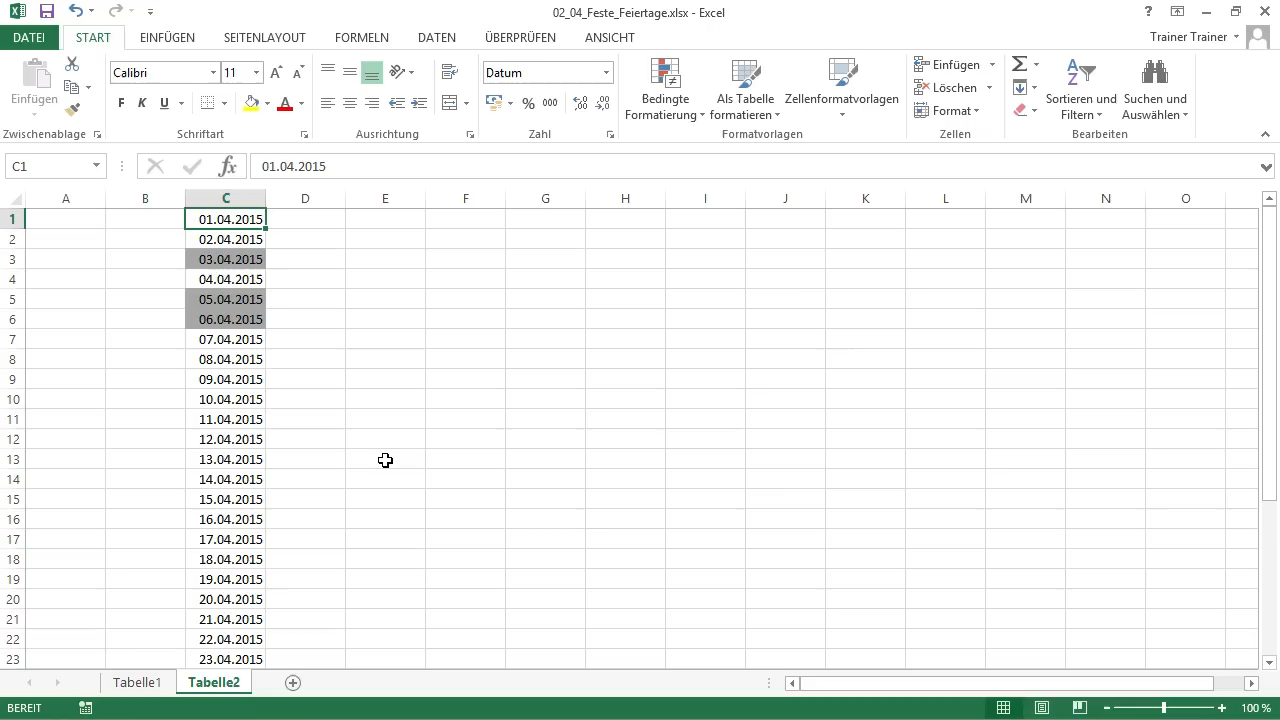 02_04_Feste_Feiertage.xlsx - Excel
DATEI START EINFÜGEN SEITENLAYOUT FORMELN DATEN ÜBERPRÜFEN ANSICHT Trainer Trainer
Einfügen
Zwischenablage
Calibri 11
F K U
Schriftart
Ausrichtung
Datum
% 000
Zahl
Bedingte Formatierung
Als Tabelle formatieren
Zellenformatvorlagen
Formatvorlagen
Einfügen
Löschen
Format
Zellen
Sortieren und Filtern
Suchen und Auswählen
Bearbeiten
C1 fx 01.04.2015
A B C D E F G H I J K L M N O
1 01.04.2015
2 02.04.2015
3 03.04.2015
4 04.04.2015
5 05.04.2015
6 06.04.2015
7 07.04.2015
8 08.04.2015
9 09.04.2015
10 10.04.2015
11 11.04.2015
12 12.04.2015
13 13.04.2015
14 14.04.2015
15 15.04.2015
16 16.04.2015
17 17.04.2015
18 18.04.2015
19 19.04.2015
20 20.04.2015
21 21.04.2015
22 22.04.2015
23 23.04.2015
Tabelle1 Tabelle2
BEREIT 100 %